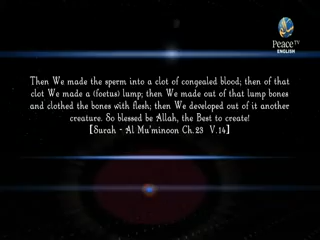 Peace TV
ENGLISH
Then We made the sperm into a clot of congealed blood; then of that
clot We made a (foetus) lump; then We made out of that lump bones
and clothed the bones with flesh; then We developed out of it another
creature. So blessed be Allah, the Best to create!
【Surah - Al Mu'minoon Ch.23 V.14】